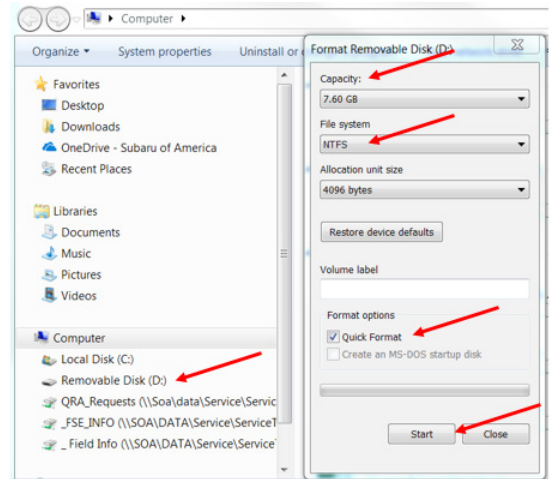 Computer
Organize
System properties
Uninstall or
Favorites
Desktop
Downloads
OneDrive - Subaru of America
Recent Places
Libraries
Documents
Music
Pictures
Videos
Computer
Local Disk (C:)
Removable Disk (D:)
QRA_Requests (\\Soa\data\Service\Servic
_FSE_INFO (\\SOA\DATA\Service\ServiceT
_ Field Info (\\SOA\DATA\Service\Service
Format Removable Disk (D:)
Capacity:
7.60 GB
File system
NTFS
Allocation unit size
4096 bytes
Restore device defaults
Volume label
Format options
Quick Format
Create an MS-DOS startup disk
Start
Close